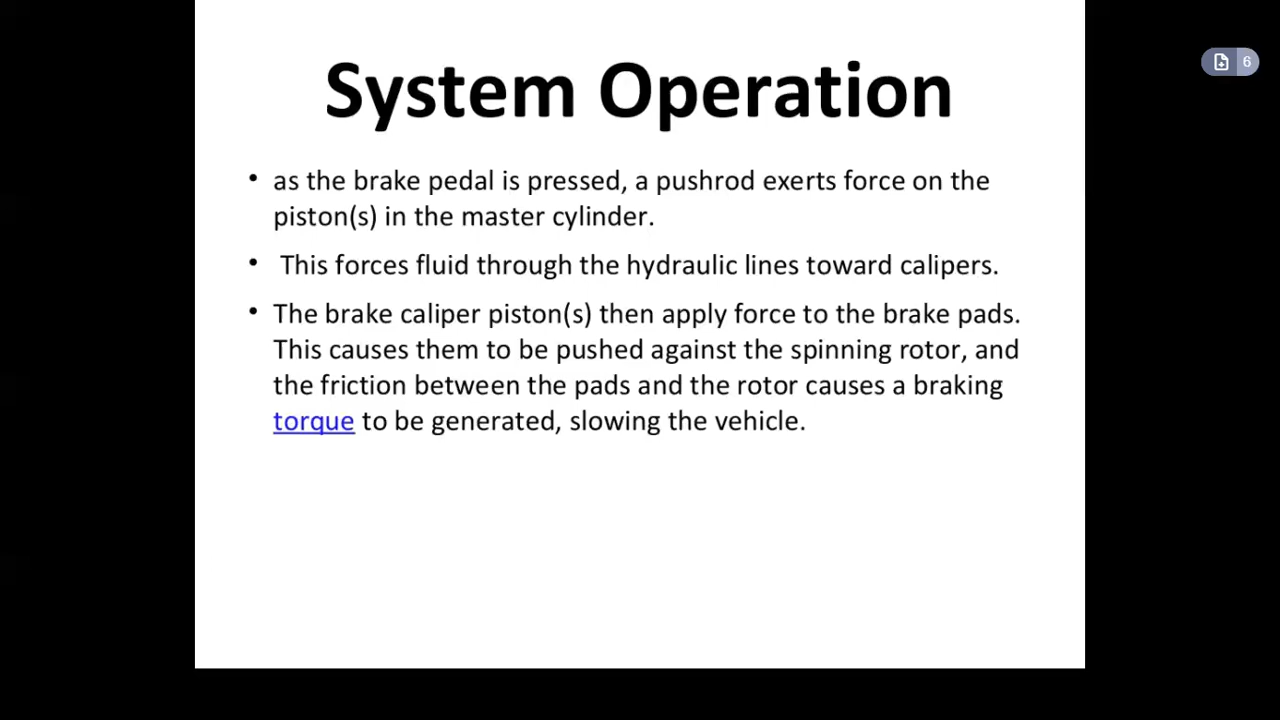 System Operation
• as the brake pedal is pressed, a pushrod exerts force on the
piston(s) in the master cylinder.
• This forces fluid through the hydraulic lines toward calipers.
• The brake caliper piston(s) then apply force to the brake pads.
This causes them to be pushed against the spinning rotor, and
the friction between the pads and the rotor causes a braking
torque to be generated, slowing the vehicle.
6